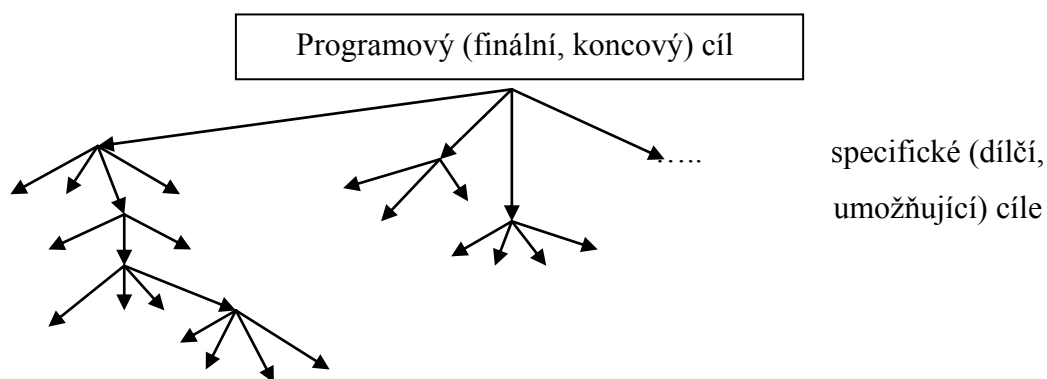 Programový (finální, koncový) cíl
….. specifické (dílčí,
umožňující) cíle